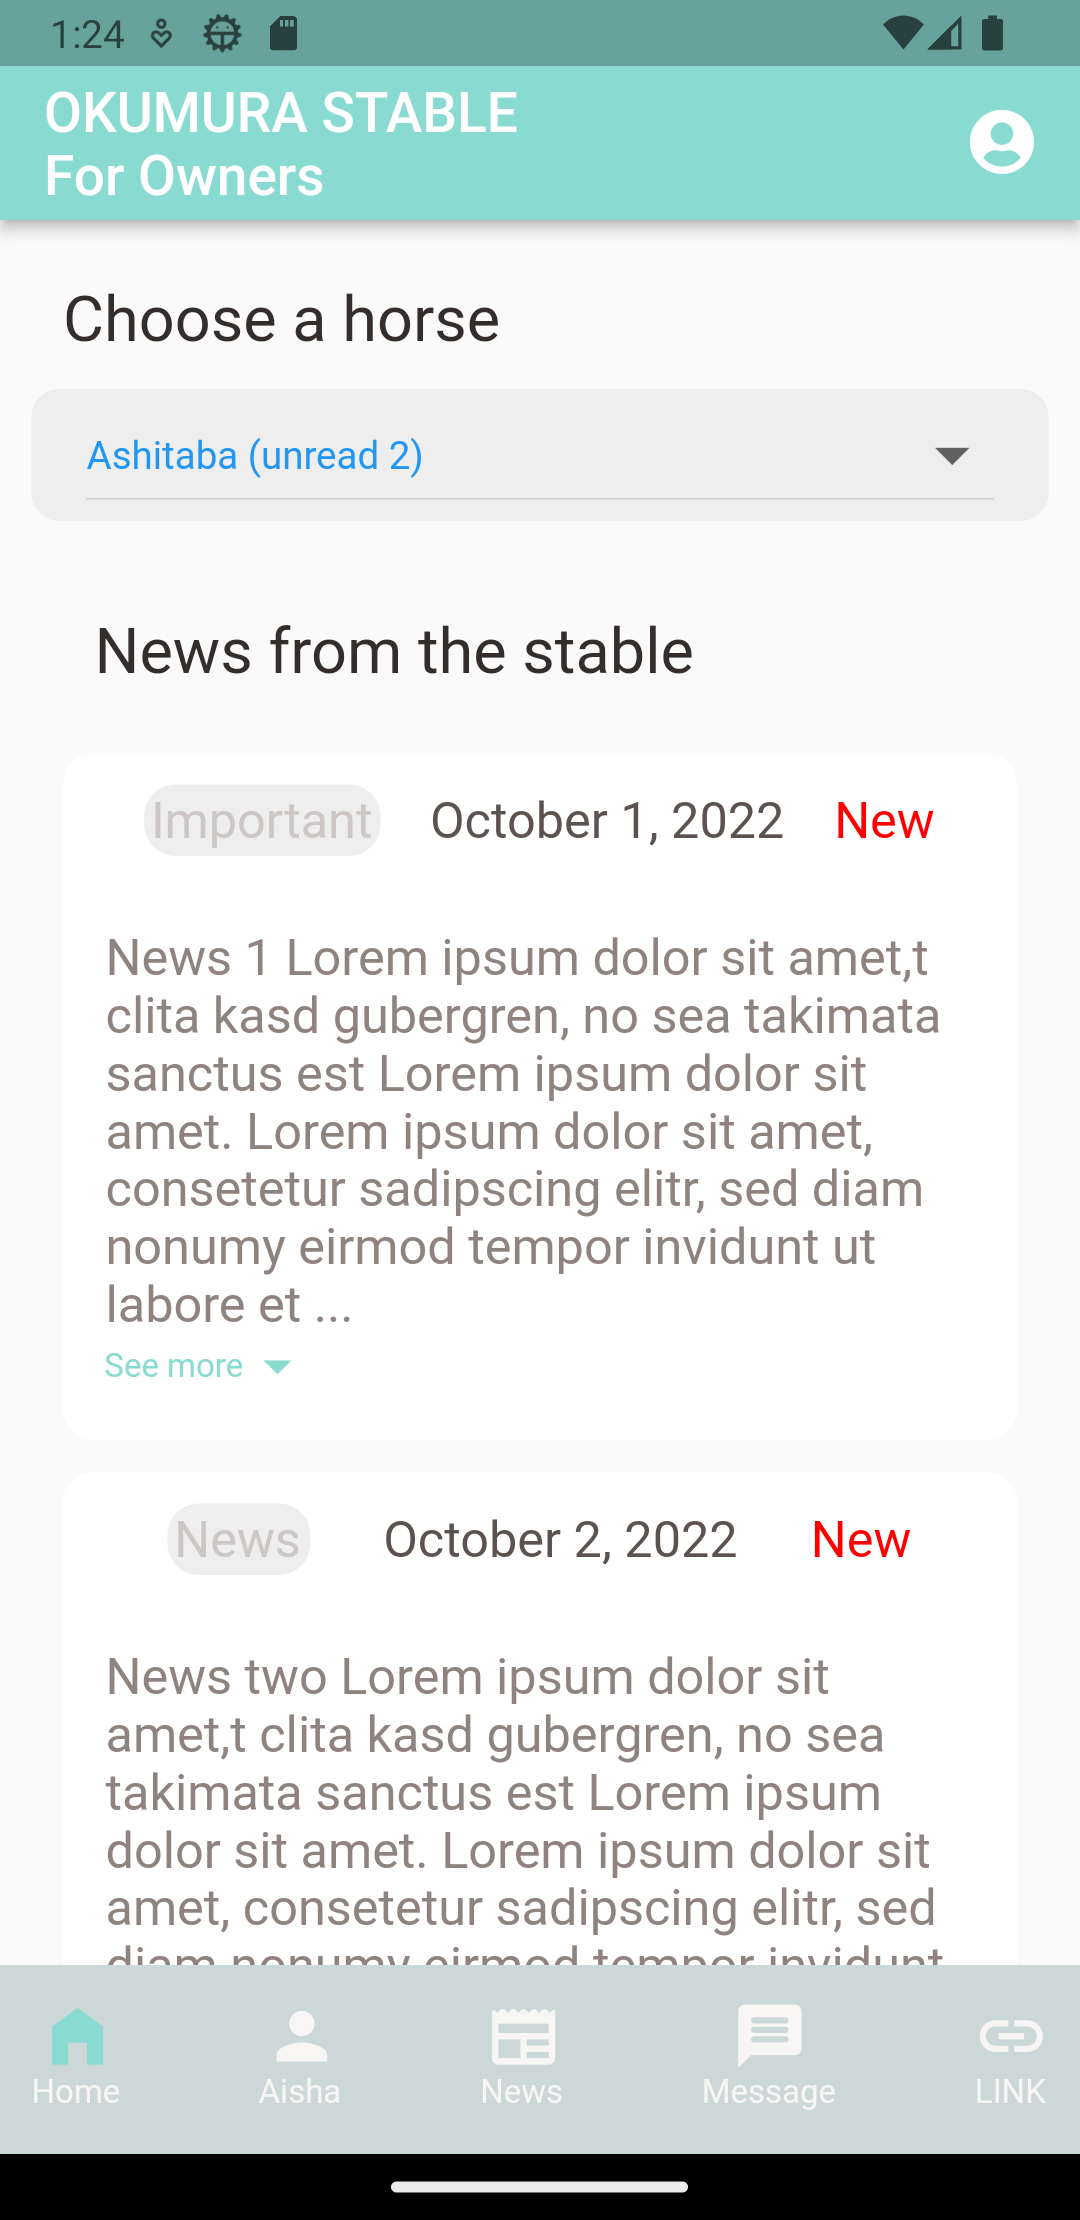 1:24
OKUMURA STABLE
For Owners
Choose a horse
Ashitaba (unread 2)
News from the stable
Important October 1, 2022 New
News 1 Lorem ipsum dolor sit amet,t
clita kasd gubergren, no sea takimata
sanctus est Lorem ipsum dolor sit
amet. Lorem ipsum dolor sit amet,
consetetur sadipscing elitr, sed diam
nonumy eirmod tempor invidunt ut
labore et ...
See more
News October 2, 2022 New
News two Lorem ipsum dolor sit
amet,t clita kasd gubergren, no sea
takimata sanctus est Lorem ipsum
dolor sit amet. Lorem ipsum dolor sit
amet, consetetur sadipscing elitr, sed
diam nonumy eirmod tempor invidunt
Home Aisha News Message LINK